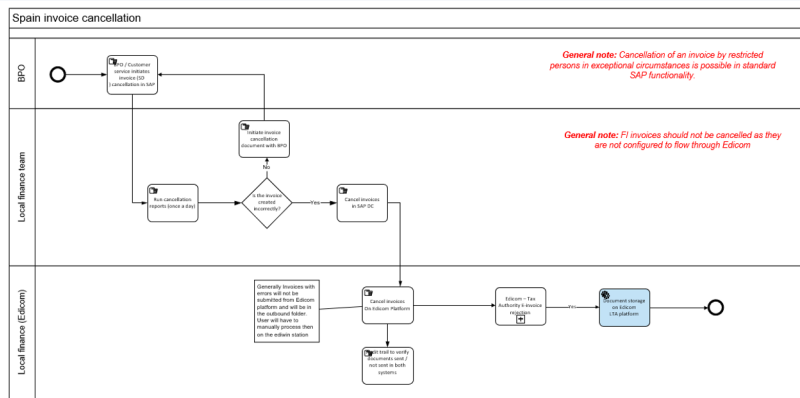 Spain invoice cancellation
BPO
BPO / Customer
service initiates
invoice (SD
) cancellation in SAP
General note: Cancellation of an invoice by restricted
persons in exceptional circumstances is possible in standard
SAP functionality.
Local finance team
Initiate invoice
cancellation
document with BPO
General note: FI invoices should not be cancelled as they
are not configured to flow through Edicom
No
Run cancellation
reports (once a day)
Is the invoice
created
incorrectly?
Yes
Cancel invoices
in SAP DC
Local finance (Edicom)
Generally Invoices with
errors will not be
submitted from Edicom
platform and will be in
the outbound folder.
User will have to
manually process then
on the ediwin station
Cancel invoices
On Edicom Platform
Edicom – Tax
Authority E-invoice
rejection
Yes
Document storage
on Edicom
LTA platform
Audit trail to verify
documents sent /
not sent in both
systems